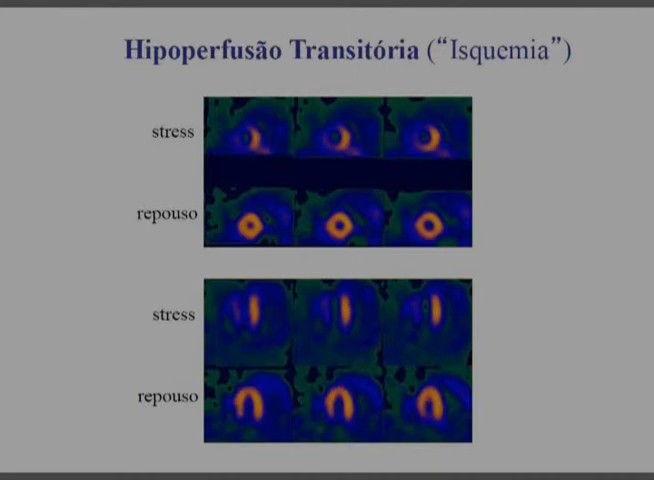 Hipoperfusão Transitória (“Isquemia”)
stress
repouso
stress
repouso